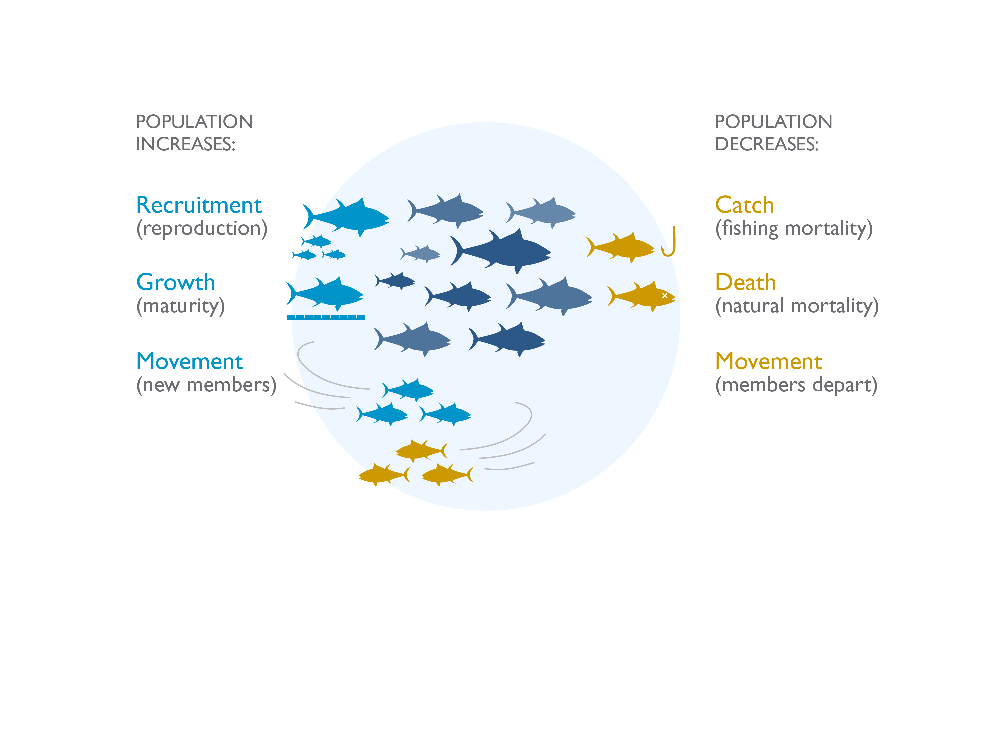 POPULATION
INCREASES:
Recruitment
(reproduction)
Growth
(maturity)
Movement
(new members)
POPULATION
DECREASES:
Catch
(fishing mortality)
Death
(natural mortality)
Movement
(members depart)